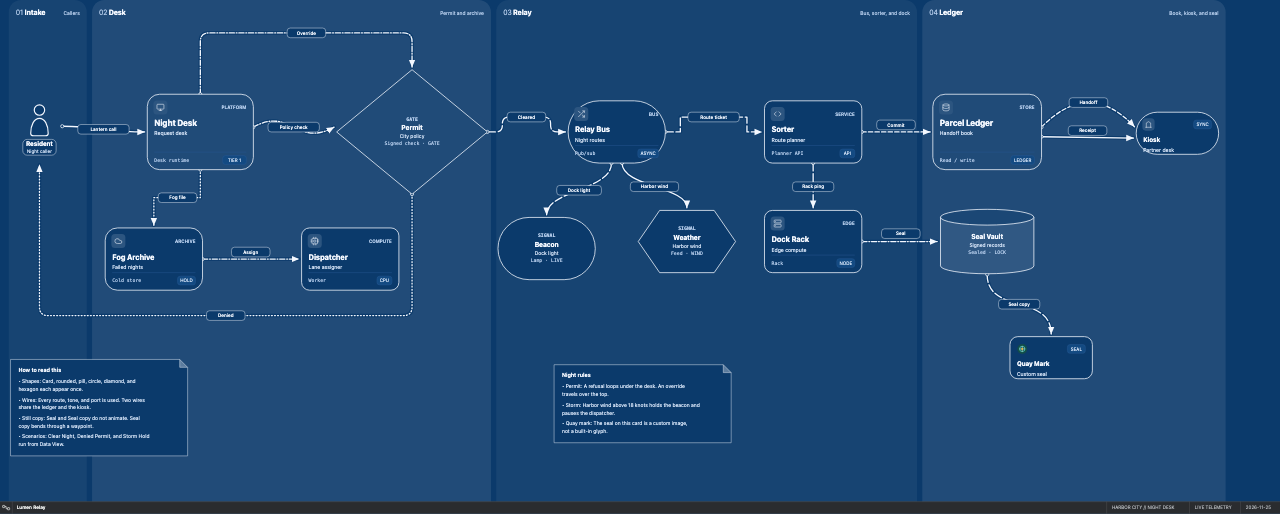 01 Intake
Callers
02 Desk
Permit and archive
03 Relay
Bus, sorter, and dock
04 Ledger
Book, kiosk, and seal
Override
Resident
Night caller
Lantern call
PLATFORM
Night Desk
Request desk
Desk runtime
TIER 1
Policy check
GATE
Permit
City policy
Signed check · GATE
Cleared
BUS
Relay Bus
Night routes
Pub/sub
ASYNC
Route ticket
SERVICE
Sorter
Route planner
Planner API
API
Commit
STORE
Parcel Ledger
Handoff book
Read / write
LEDGER
Handoff
Receipt
SYNC
Kiosk
Partner desk
Fog file
Dock light
Harbor wind
Rack ping
ARCHIVE
Fog Archive
Failed nights
Cold store
HOLD
Assign
COMPUTE
Dispatcher
Lane assigner
Worker
CPU
SIGNAL
Beacon
Dock light
Lamp · LIVE
SIGNAL
Weather
Harbor wind
Feed · WIND
EDGE
Dock Rack
Edge compute
Rack
NODE
Seal
Seal Vault
Signed records
Sealed · LOCK
Denied
Seal copy
SEAL
Quay Mark
Custom seal
How to read this
• Shapes: Card, rounded, pill, circle, diamond, and
hexagon each appear once.
• Wires: Every route, tone, and port is used. Two wires
share the ledger and the kiosk.
• Still copy: Seal and Seal copy do not animate. Seal
copy bends through a waypoint.
• Scenarios: Clear Night, Denied Permit, and Storm Hold
run from Data View.
Night rules
• Permit: A refusal loops under the desk. An override
travels over the top.
• Storm: Harbor wind above 18 knots holds the beacon and
pauses the dispatcher.
• Quay mark: The seal on this card is a custom image,
not a built-in glyph.
Lumen Relay
HARBOR CITY // NIGHT DESK
LIVE TELEMETRY
2026-11-25